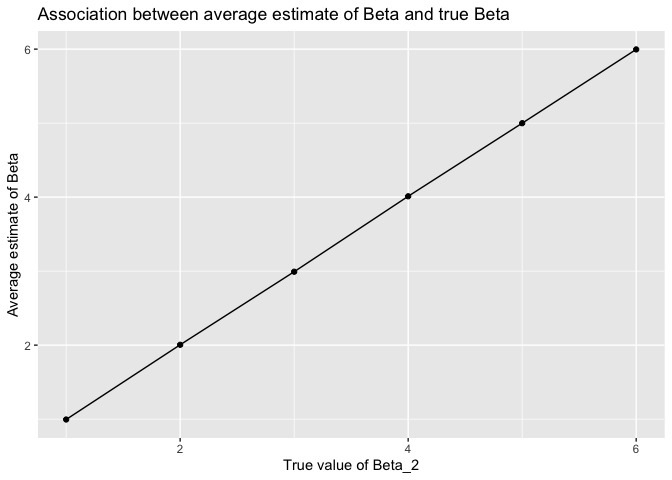 Association between average estimate of Beta and true Beta
6
4
2
Average estimate of Beta
2
4
6
True value of Beta_2